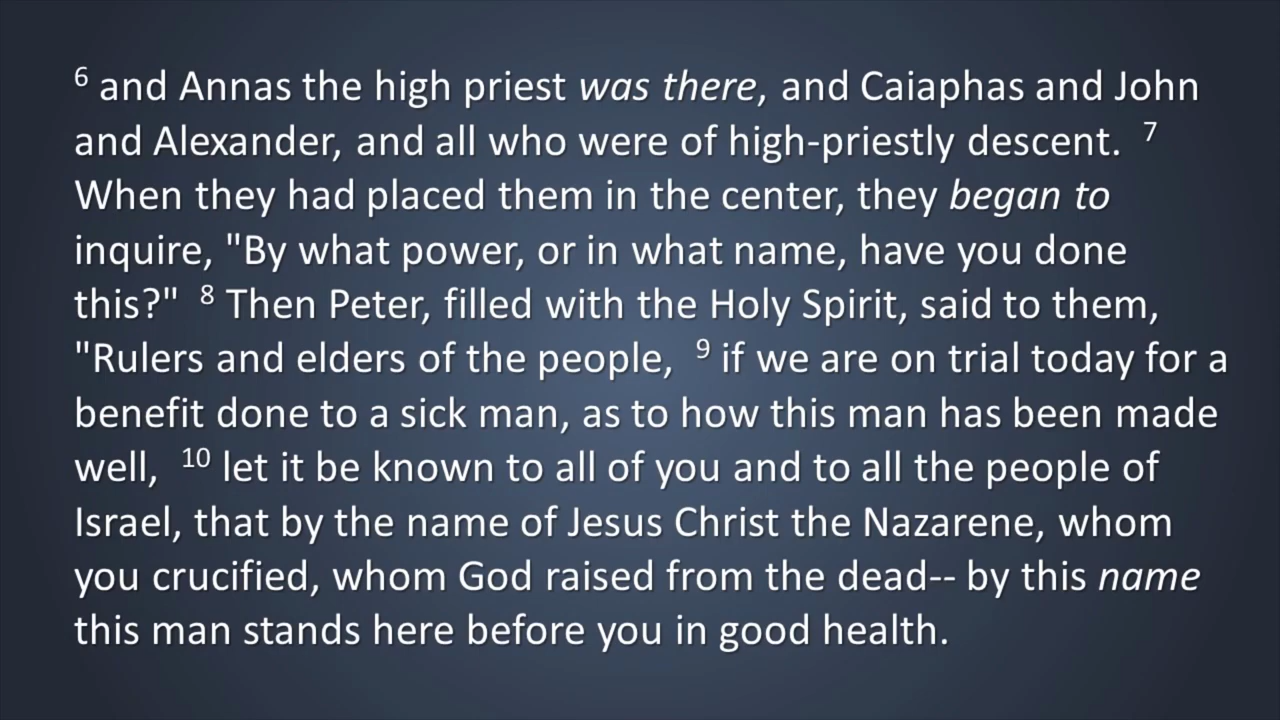 6 and Annas the high priest was there, and Caiaphas and John
and Alexander, and all who were of high-priestly descent. 7
When they had placed them in the center, they began to
inquire, "By what power, or in what name, have you done
this?" 8 Then Peter, filled with the Holy Spirit, said to them,
"Rulers and elders of the people, 9 if we are on trial today for a
benefit done to a sick man, as to how this man has been made
well, 10 let it be known to all of you and to all the people of
Israel, that by the name of Jesus Christ the Nazarene, whom
you crucified, whom God raised from the dead-- by this name
this man stands here before you in good health.